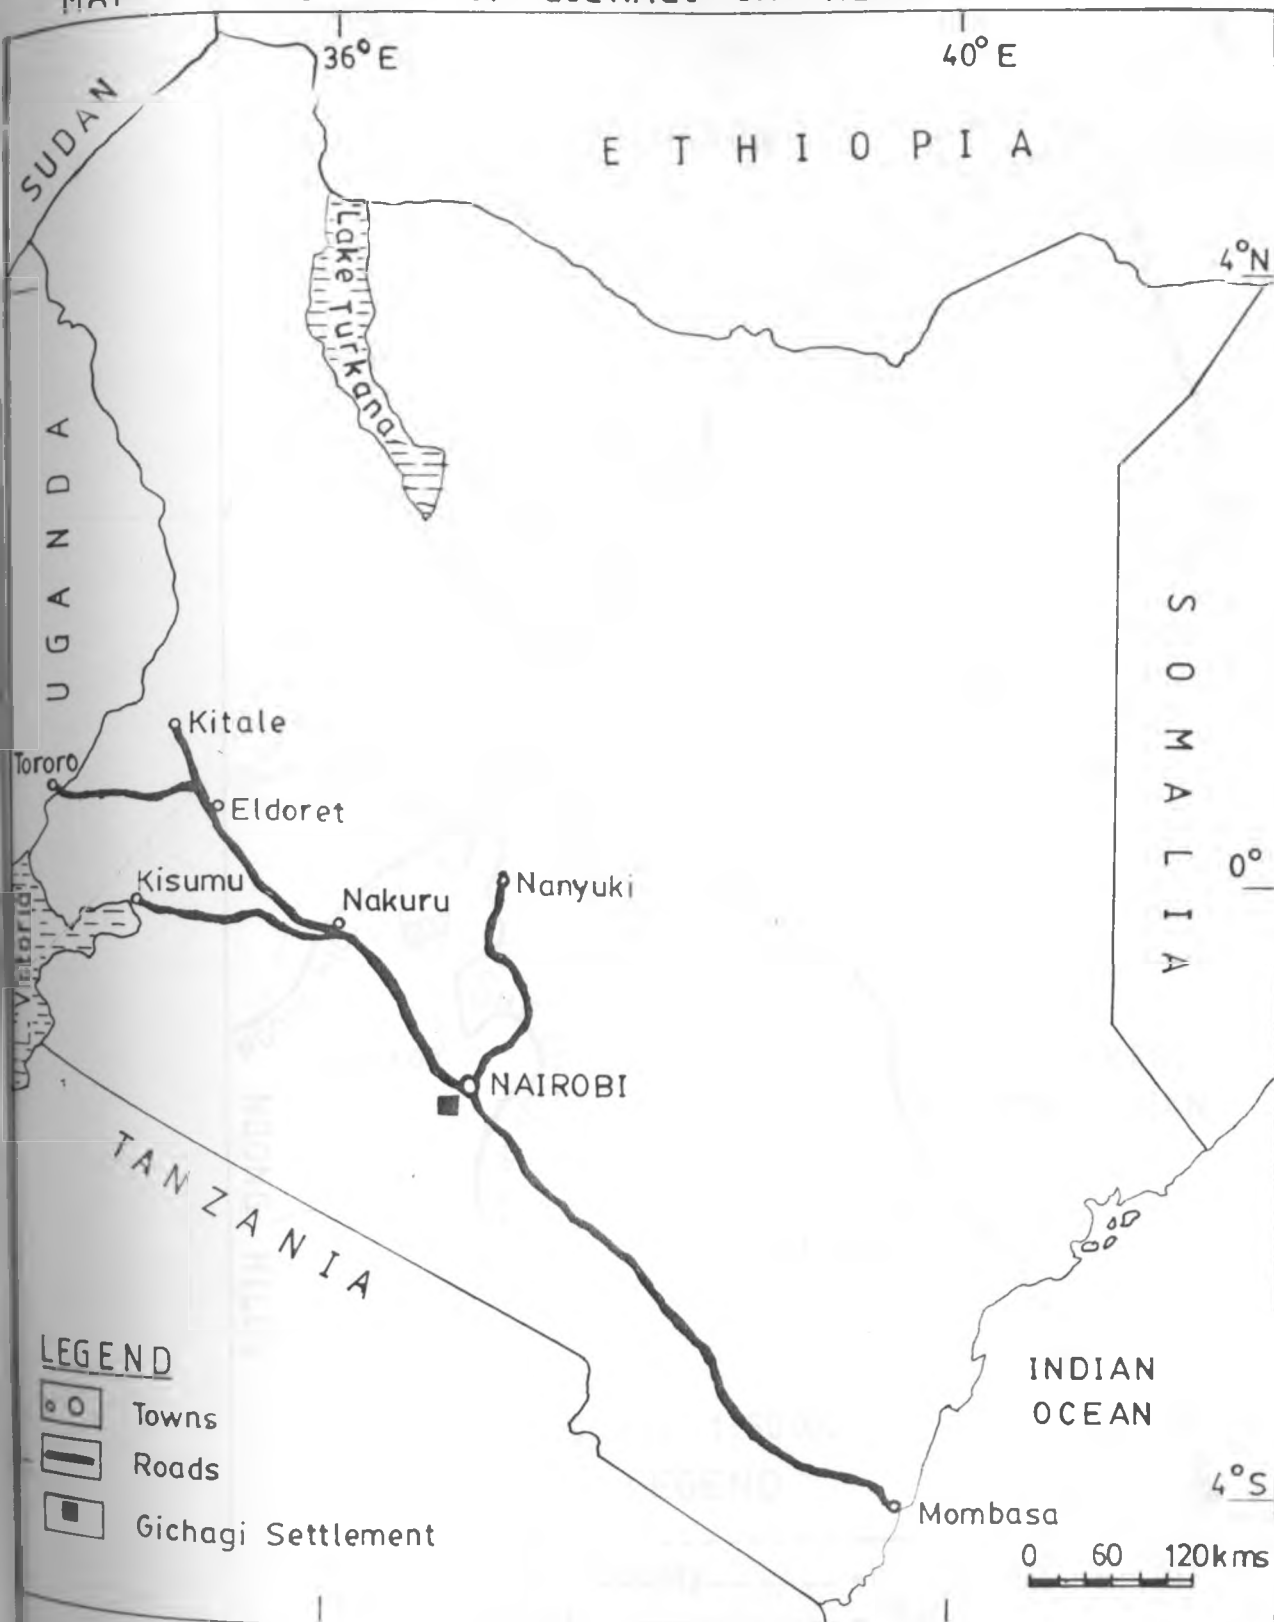 MAP
36°E
40°E
SUDAN
ETHIOPIA
Lake Turkana
4°N
UGANDA
SOMALIA
Kitale
Tororo
Eldoret
0°
Kisumu
Nanyuki
Nakuru
L. Victoria
NAIROBI
TANZANIA
INDIAN
OCEAN
LEGEND
Towns
Roads
Gichagi Settlement
4°S
Mombasa
0 60 120kms